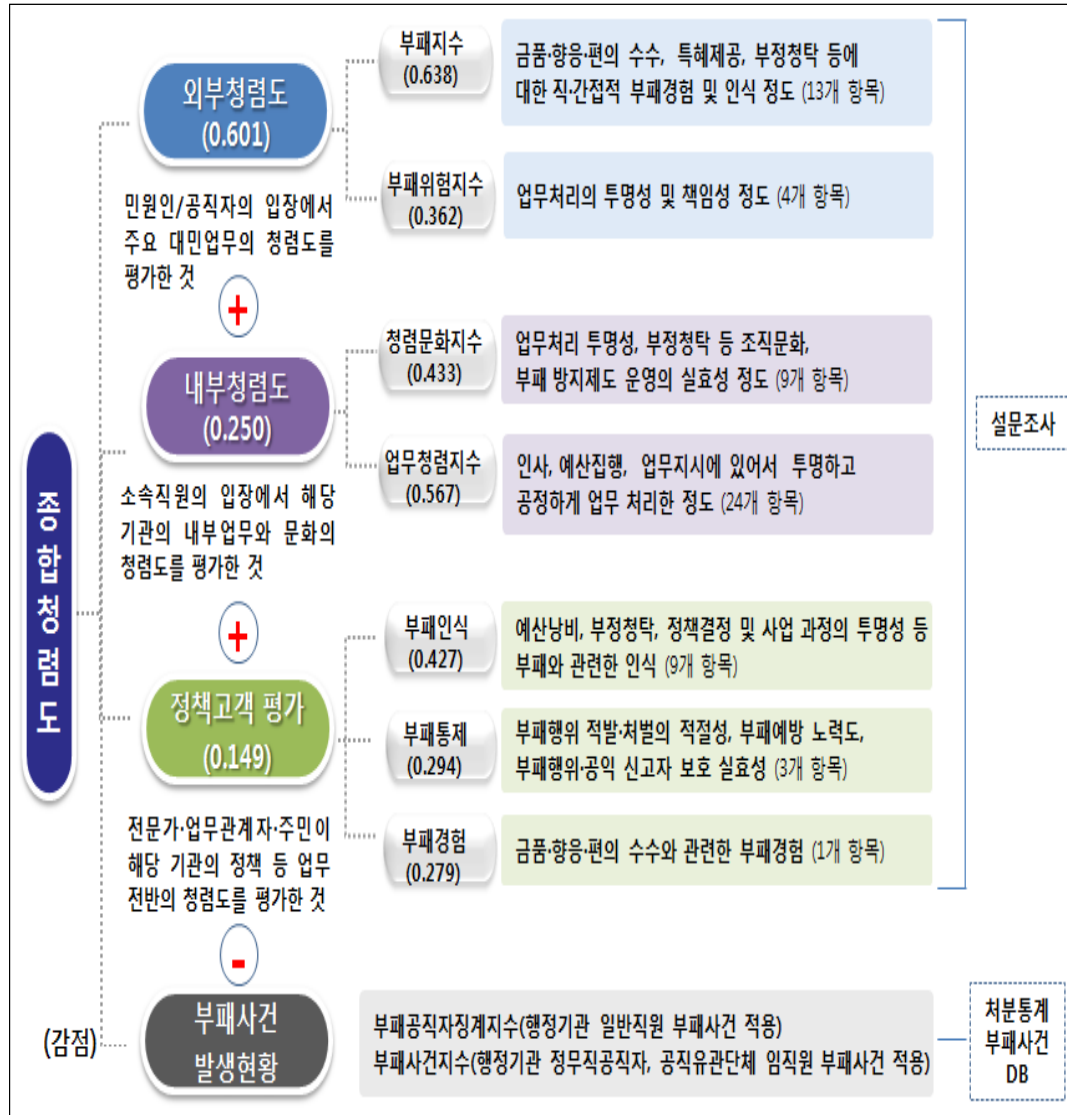 종합청렴도
외부청렴도
(0.601)
민원인/공직자의 입장에서
주요 대민업무의 청렴도를
평가한 것
부패지수
(0.638)
금품·향응·편의 수수, 특혜제공, 부정청탁 등에
대한 직·간접적 부패경험 및 인식 정도 (13개 항목)
부패위험지수
(0.362)
업무처리의 투명성 및 책임성 정도 (4개 항목)
+
내부청렴도
(0.250)
소속직원의 입장에서 해당
기관의 내부업무와 문화의
청렴도를 평가한 것
청렴문화지수
(0.433)
업무처리 투명성, 부정청탁 등 조직문화,
부패 방지제도 운영의 실효성 정도 (9개 항목)
업무청렴지수
(0.567)
인사, 예산집행, 업무지시에 있어서 투명하고
공정하게 업무 처리한 정도 (24개 항목)
+
정책고객 평가
(0.149)
전문가·업무관계자·주민이
해당 기관의 정책 등 업무
전반의 청렴도를 평가한 것
부패인식
(0.427)
예산낭비, 부정청탁, 정책결정 및 사업 과정의 투명성 등
부패와 관련한 인식 (9개 항목)
부패통제
(0.294)
부패행위 적발·처벌의 적절성, 부패예방 노력도,
부패행위·공익 신고자 보호 실효성 (3개 항목)
부패경험
(0.279)
금품·향응·편의 수수와 관련한 부패경험 (1개 항목)
설문조사
-
(감점)
부패사건
발생현황
부패공직자징계지수(행정기관 일반직원 부패사건 적용)
부패사건지수(행정기관 정무직공직자, 공직유관단체 임직원 부패사건 적용)
처분통계
부패사건
DB